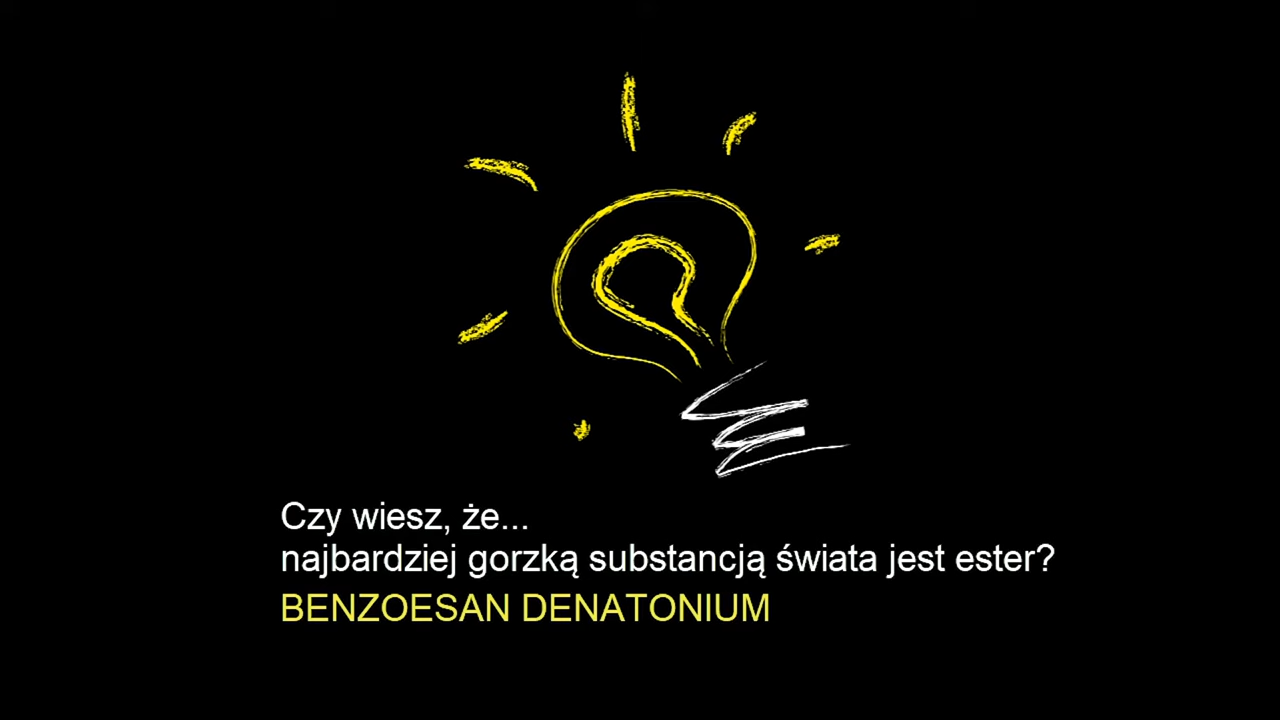 Czy wiesz, że...
najbardziej gorzką substancją świata jest ester?
BENZOESAN DENATONIUM